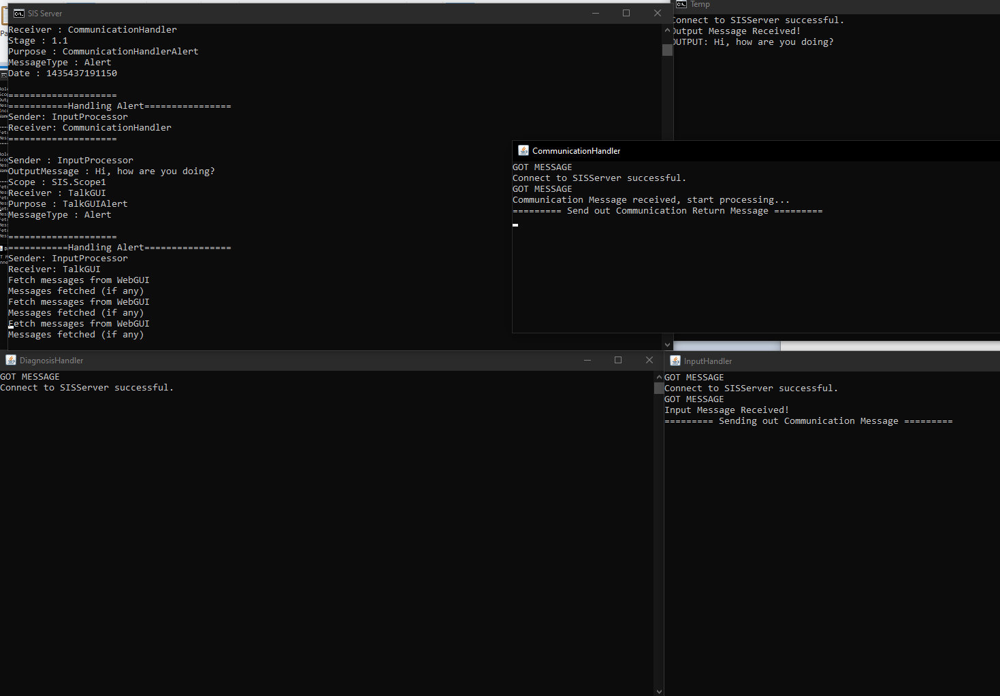 SIS Server
Receiver : CommunicationHandler
Stage : 1.1
Purpose : CommunicationHandlerAlert
MessageType : Alert
Date : 1435437191150
====================
===========Handling Alert================
Sender: InputProcessor
Receiver: CommunicationHandler
====================
Sender : InputProcessor
OutputMessage : Hi, how are you doing?
Scope : SIS.Scope1
Receiver : TalkGUI
Purpose : TalkGUIAlert
MessageType : Alert
====================
===========Handling Alert================
Sender: InputProcessor
Receiver: TalkGUI
Fetch messages from WebGUI
Messages fetched (if any)
Fetch messages from WebGUI
Messages fetched (if any)
Fetch messages from WebGUI
Messages fetched (if any)
Temp
Connect to SISServer successful.
Output Message Received!
OUTPUT: Hi, how are you doing?
CommunicationHandler
GOT MESSAGE
Connect to SISServer successful.
GOT MESSAGE
Communication Message received, start processing...
========= Send out Communication Return Message =========
DiagnosisHandler
GOT MESSAGE
Connect to SISServer successful.
InputHandler
GOT MESSAGE
Connect to SISServer successful.
GOT MESSAGE
Input Message Received!
========= Sending out Communication Message =========